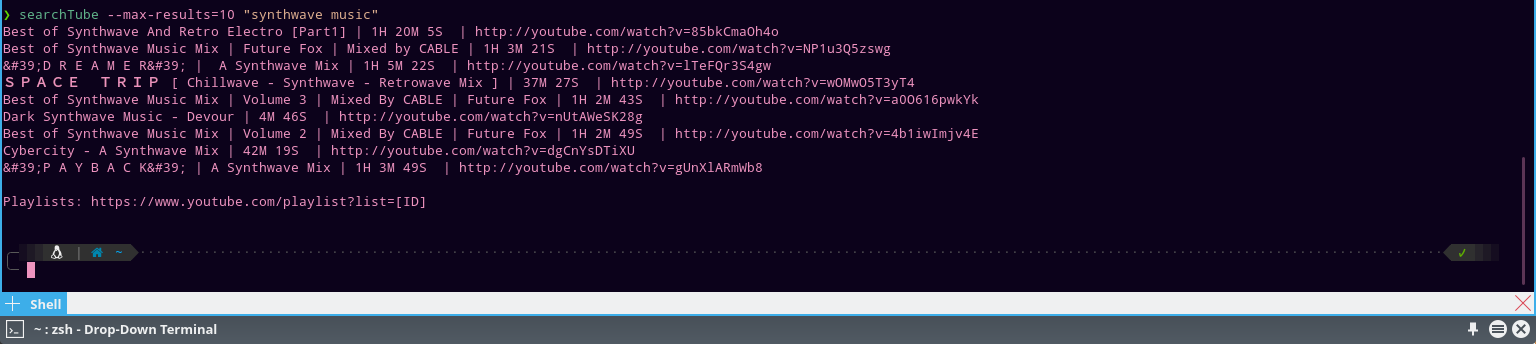 ❯ searchTube --max-results=10 "synthwave music"
Best of Synthwave And Retro Electro [Part1] | 1H 20M 5S  | http://youtube.com/watch?v=85bkCmaOh4o
Best of Synthwave Music Mix | Future Fox | Mixed by CABLE | 1H 3M 21S  | http://youtube.com/watch?v=NP1u3Q5zswg
&#39;D R E A M E R&#39; |  A Synthwave Mix | 1H 5M 22S  | http://youtube.com/watch?v=lTeFQr3S4gw
S P A C E   T R I P [ Chillwave - Synthwave - Retrowave Mix ] | 37M 27S  | http://youtube.com/watch?v=wOMwO5T3yT4
Best of Synthwave Music Mix | Volume 3 | Mixed By CABLE | Future Fox | 1H 2M 43S  | http://youtube.com/watch?v=a0O616pwkYk
Dark Synthwave Music - Devour | 4M 46S  | http://youtube.com/watch?v=nUtAWeSK28g
Best of Synthwave Music Mix | Volume 2 | Mixed By CABLE | Future Fox | 1H 2M 49S  | http://youtube.com/watch?v=4b1iwImjv4E
Cybercity - A Synthwave Mix | 42M 19S  | http://youtube.com/watch?v=dgCnYsDTiXU
&#39;P A Y B A C K&#39; | A Synthwave Mix | 1H 3M 49S  | http://youtube.com/watch?v=gUnXlARmWb8
Playlists: https://www.youtube.com/playlist?list=[ID]
| ~ ✓
Shell
~ : zsh - Drop-Down Terminal